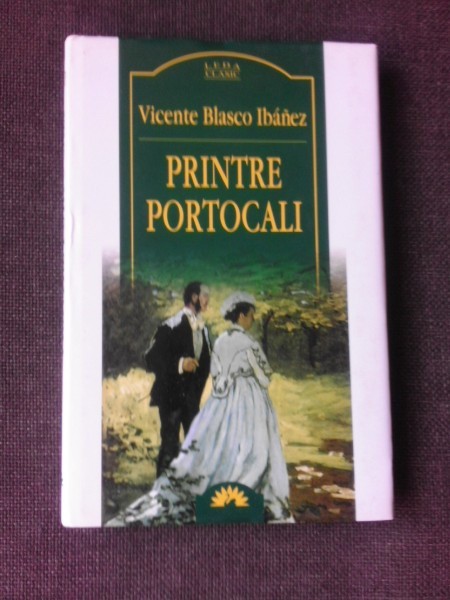 LEDA
CLASIC
Vicente Blasco Ibáñez
PRINTRE
PORTOCALI